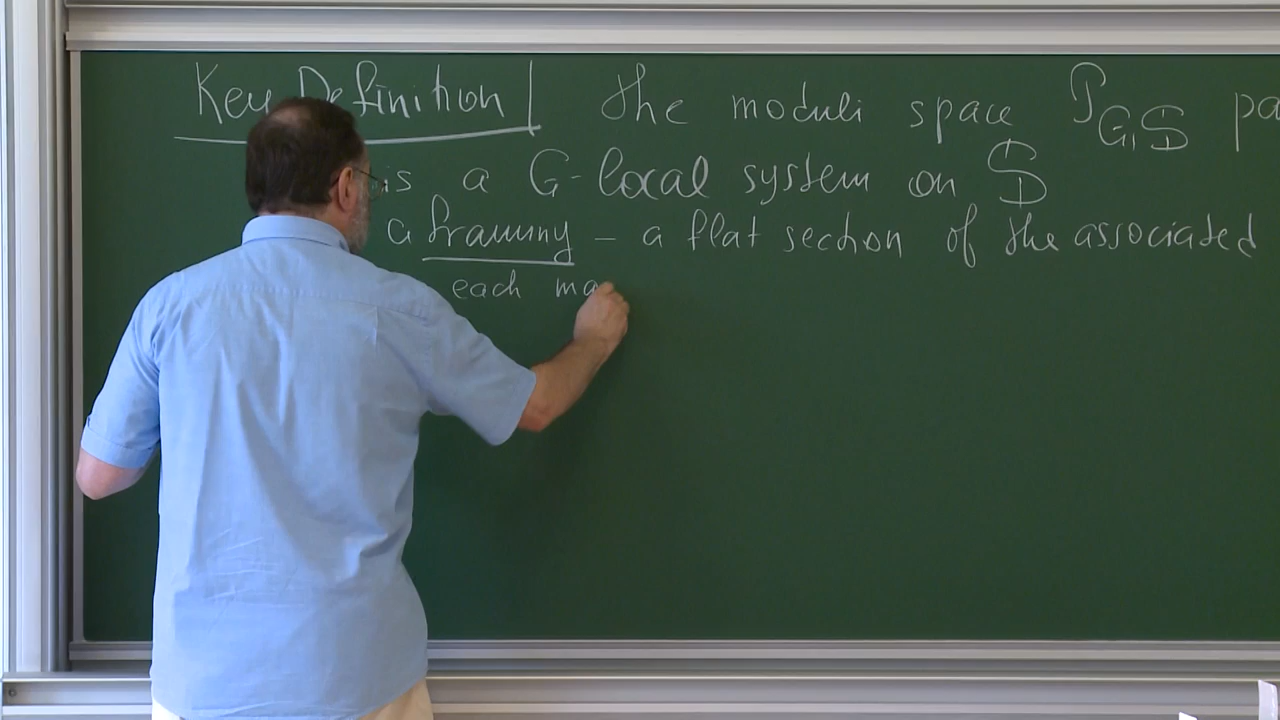 Key Definition | The moduli space P_{G,S} pa
is a G-local system on S
a framing – a flat section of the associated
each ma